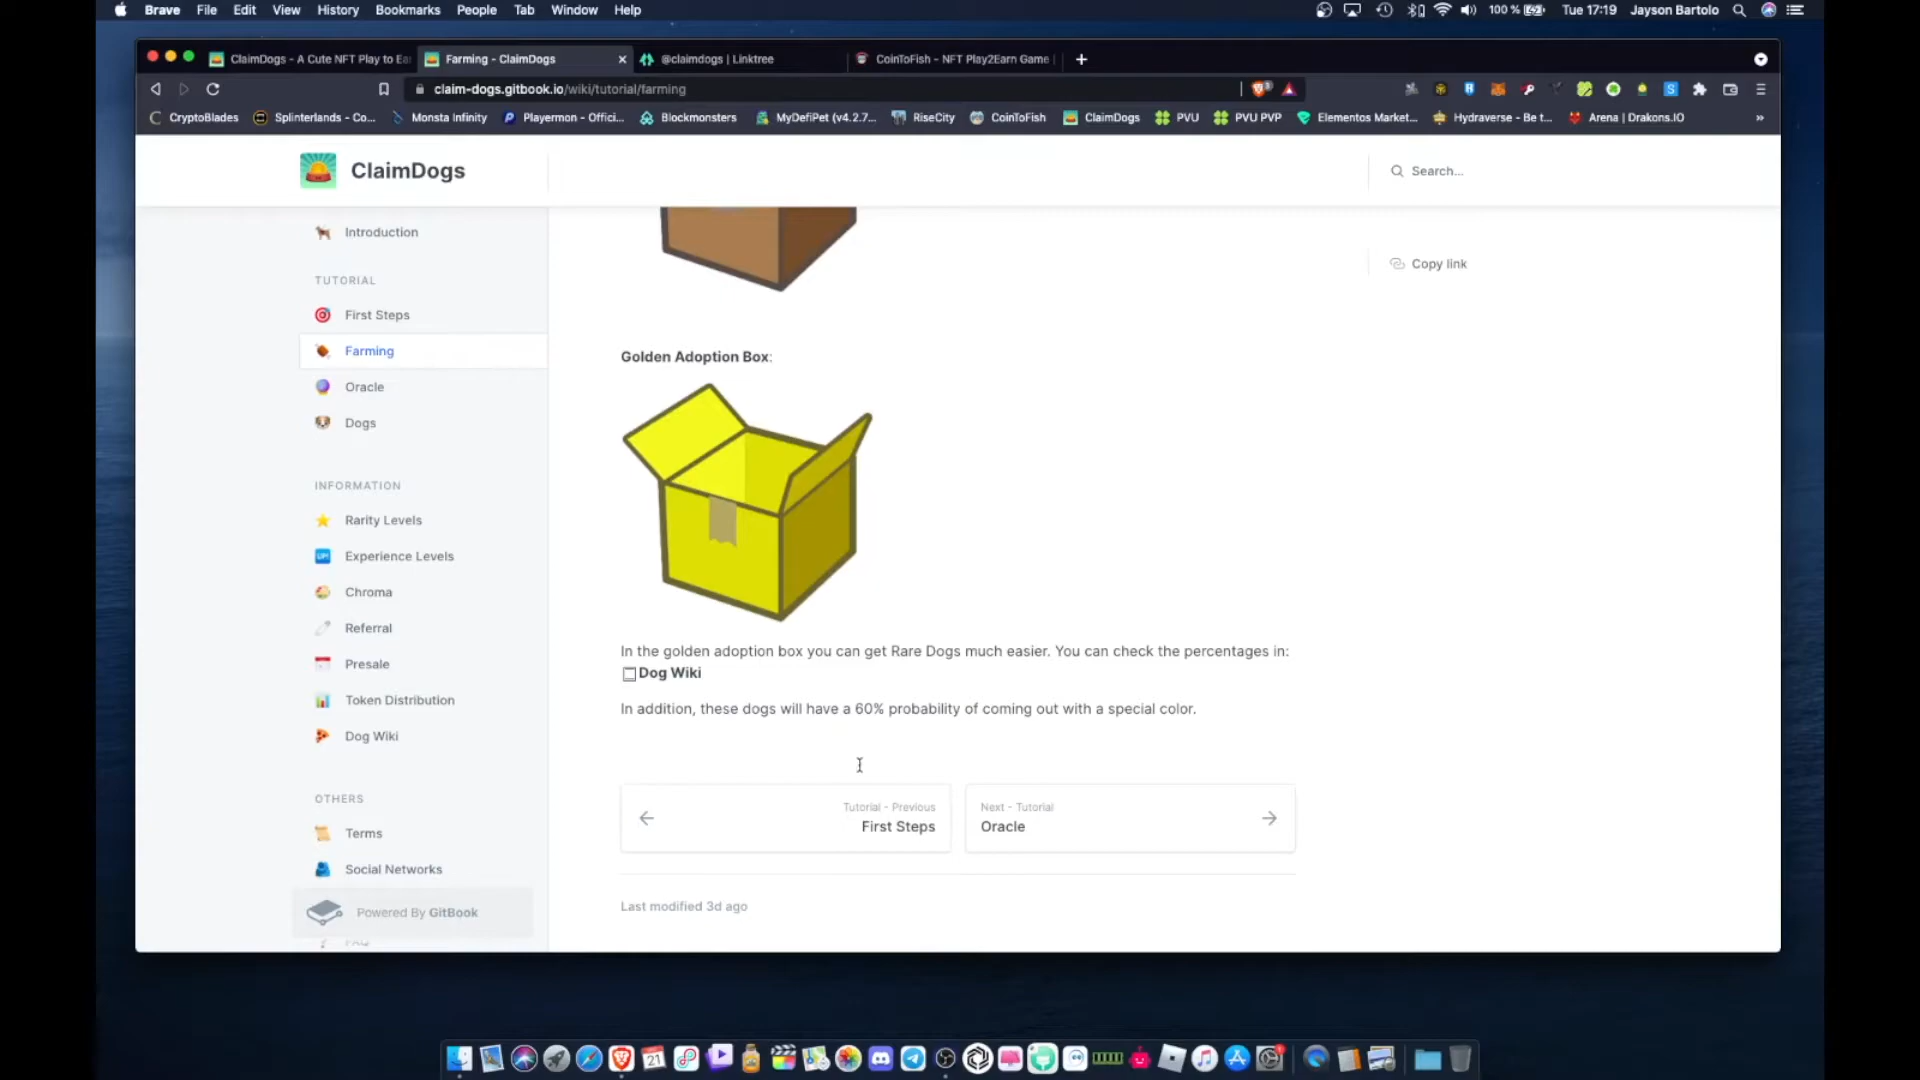 Brave File Edit View History Bookmarks People Tab Window Help 100 % Tue 17:19 Jayson Bartolo
ClaimDogs - A Cute NFT Play to Ea Farming - ClaimDogs @claimdogs | Linktree CoinToFish - NFT Play2Earn Game
claim-dogs.gitbook.io/wiki/tutorial/farming
CryptoBlades Splinterlands - Co... Monsta Infinity Playermon - Offici... Blockmonsters MyDefiPet (v4.2.7... RiseCity CoinToFish ClaimDogs PVU PVU PVP Elementos Market... Hydraverse - Be t... Arena | Drakons.IO »
ClaimDogs
Search...
Introduction
TUTORIAL
First Steps
Farming
Oracle
Dogs
INFORMATION
Rarity Levels
UP! Experience Levels
Chroma
Referral
Presale
Token Distribution
Dog Wiki
OTHERS
Terms
Social Networks
Powered By GitBook
FAQ
Copy link
Golden Adoption Box:
In the golden adoption box you can get Rare Dogs much easier. You can check the percentages in:
Dog Wiki
In addition, these dogs will have a 60% probability of coming out with a special color.
Tutorial - Previous
First Steps
Next - Tutorial
Oracle
Last modified 3d ago
21